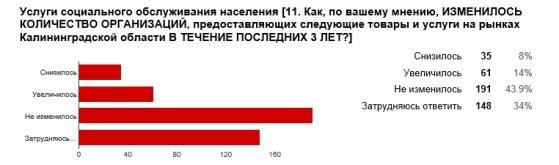 Услуги социального обслуживания населения [11. Как, по вашему мнению, ИЗМЕНИЛОСЬ
КОЛИЧЕСТВО ОРГАНИЗАЦИЙ, предоставляющих следующие товары и услуги на рынках
Калининградской области В ТЕЧЕНИЕ ПОСЛЕДНИХ 3 ЛЕТ?]
Снизилось 35 8%
Увеличилось 61 14%
Не изменилось 191 43.9%
Затрудняюсь ответить 148 34%
Снизилось
Увеличилось
Не изменилось
Затрудняюсь…
0 40 80 120 160